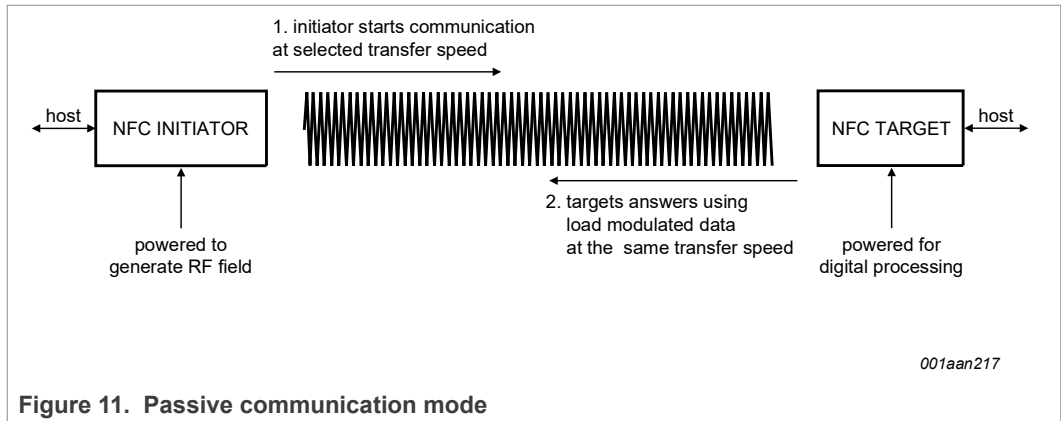 1. initiator starts communication
at selected transfer speed
host
NFC INITIATOR
NFC TARGET
host
2. targets answers using
load modulated data
at the same transfer speed
powered to
generate RF field
powered for
digital processing
001aan217
Figure 11. Passive communication mode